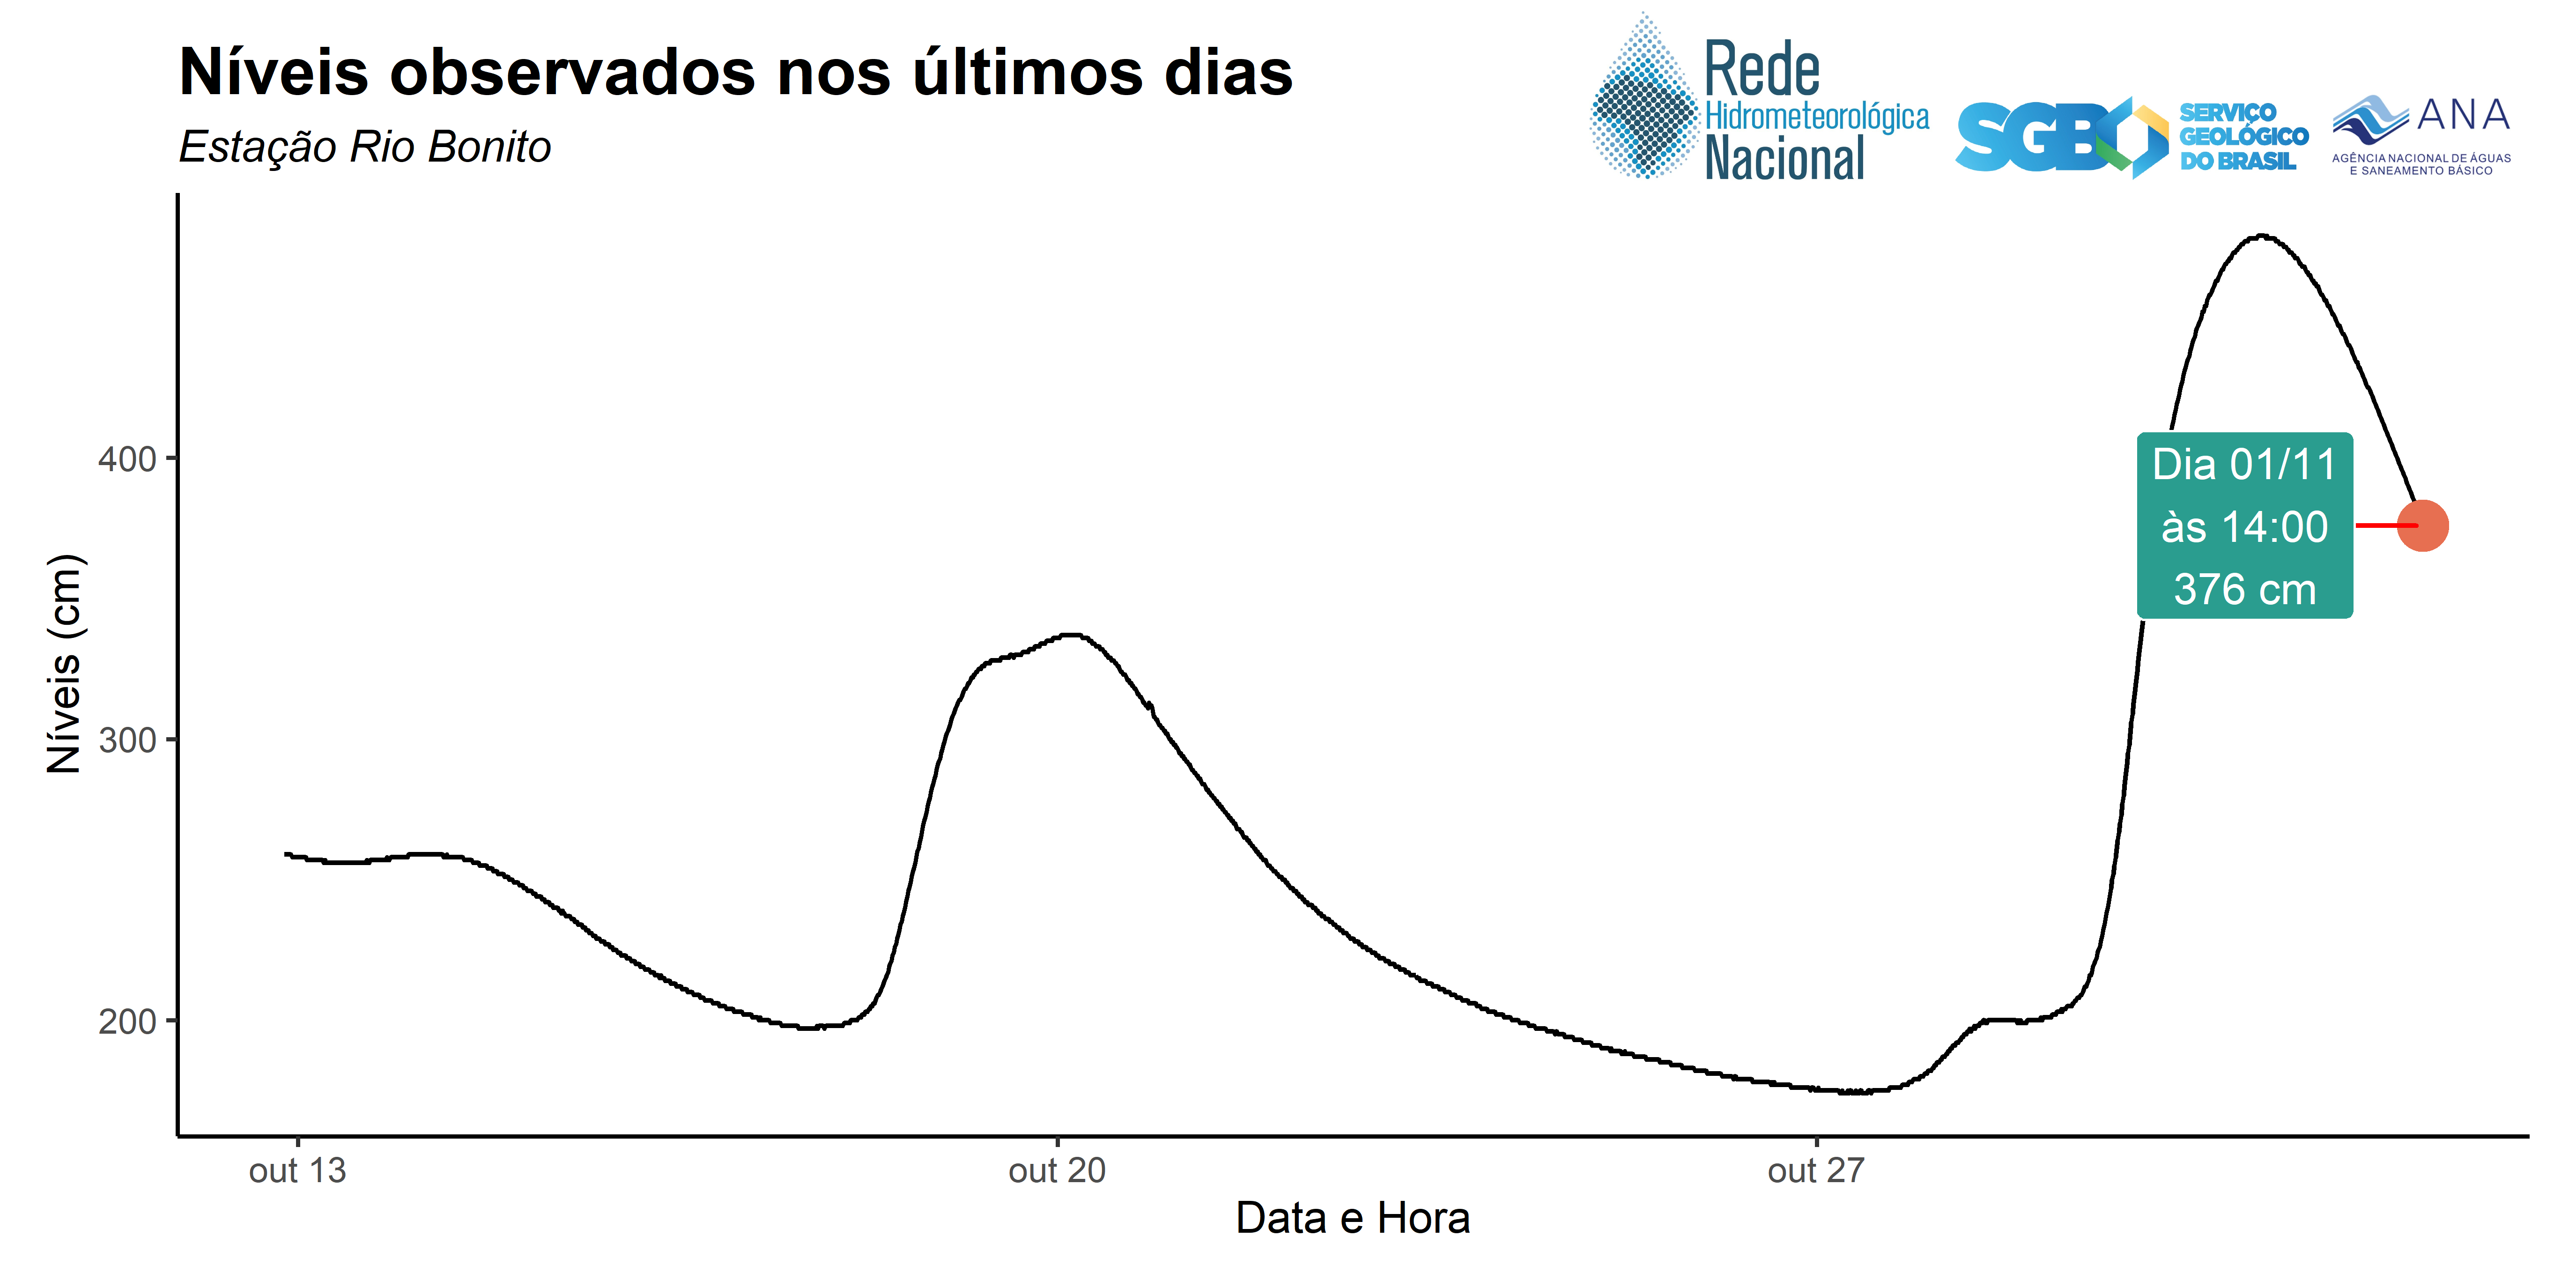 Níveis observados nos últimos dias
Estação Rio Bonito
Rede
Hidrometeorológica
Nacional
SGB
SERVIÇO
GEOLÓGICO
DO BRASIL
ANA
AGÊNCIA NACIONAL DE ÁGUAS
E SANEAMENTO BÁSICO
Níveis (cm)
400
300
200
Dia 01/11
às 14:00
376 cm
out 13
out 20
out 27
Data e Hora